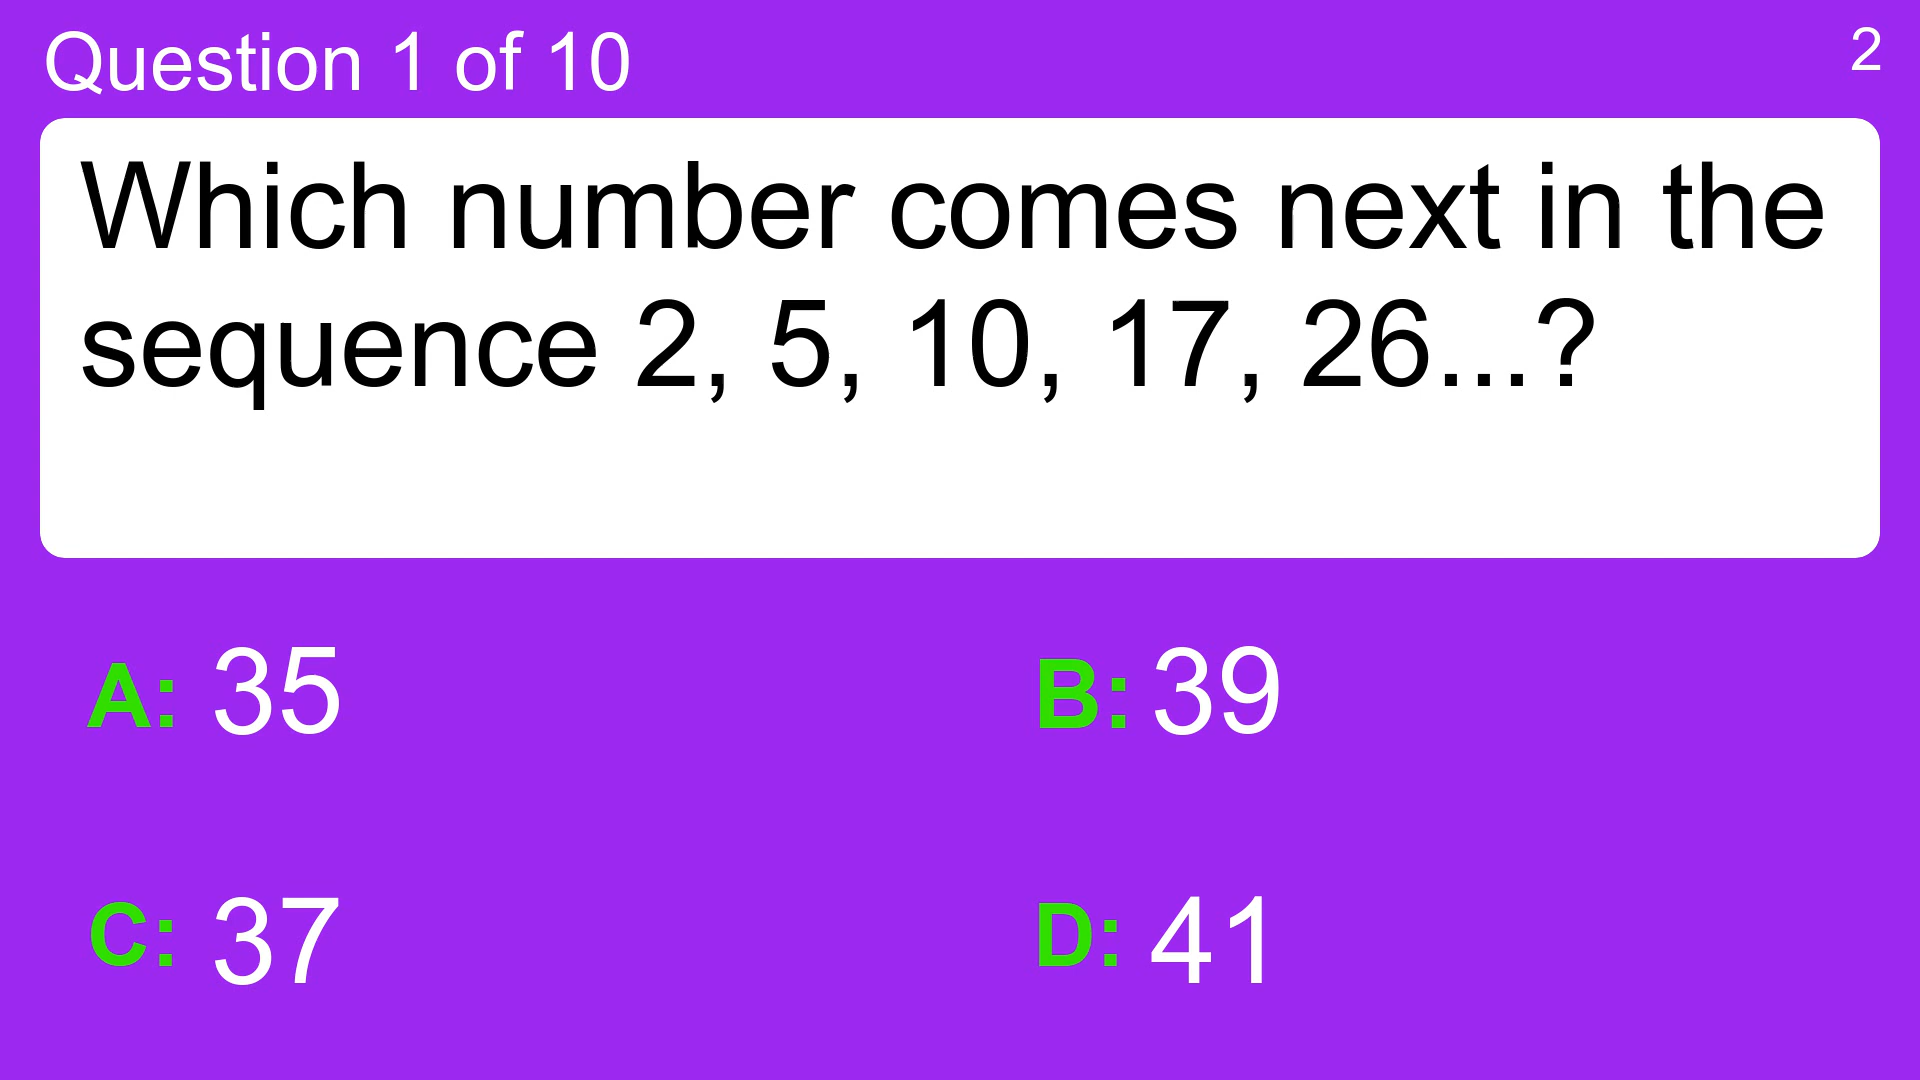 Question 1 of 10
2
Which number comes next in the
sequence 2, 5, 10, 17, 26...?
A: 35
B: 39
C: 37
D: 41